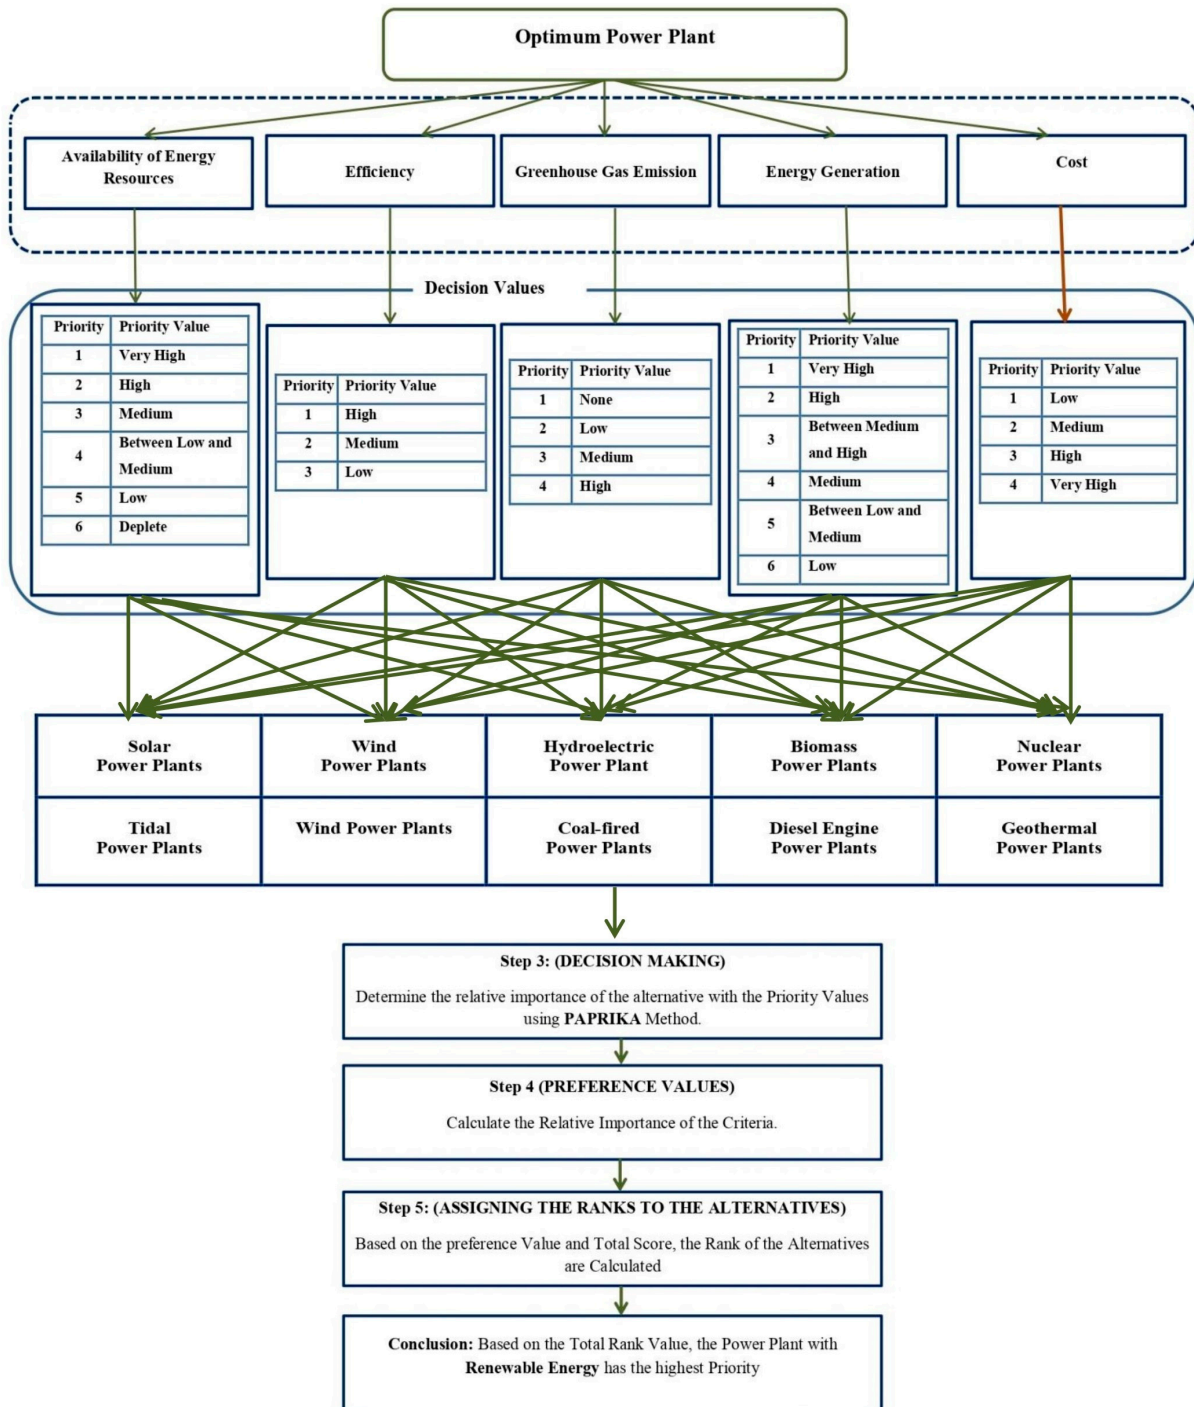 Optimum Power Plant
Availability of Energy
Resources
Efficiency
Greenhouse Gas Emission
Energy Generation
Cost
Decision Values
Priority Priority Value
1 Very High
2 High
3 Medium
4 Between Low and
Medium
5 Low
6 Deplete
Priority Priority Value
1 High
2 Medium
3 Low
Priority Priority Value
1 None
2 Low
3 Medium
4 High
Priority Priority Value
1 Very High
2 High
3 Between Medium
and High
4 Medium
5 Between Low and
Medium
6 Low
Priority Priority Value
1 Low
2 Medium
3 High
4 Very High
Solar
Power Plants
Wind
Power Plants
Hydroelectric
Power Plant
Biomass
Power Plants
Nuclear
Power Plants
Tidal
Power Plants
Wind Power Plants
Coal-fired
Power Plants
Diesel Engine
Power Plants
Geothermal
Power Plants
Step 3: (DECISION MAKING)
Determine the relative importance of the alternative with the Priority Values
using PAPRIKA Method.
Step 4 (PREFERENCE VALUES)
Calculate the Relative Importance of the Criteria.
Step 5: (ASSIGNING THE RANKS TO THE ALTERNATIVES)
Based on the preference Value and Total Score, the Rank of the Alternatives
are Calculated
Conclusion: Based on the Total Rank Value, the Power Plant with
Renewable Energy has the highest Priority